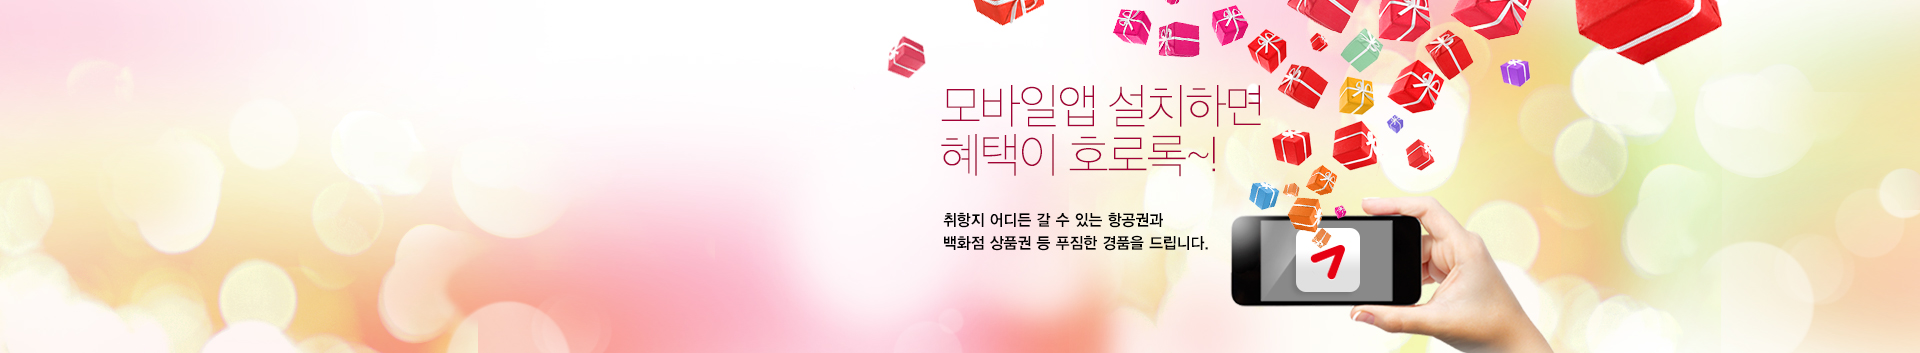 모바일앱 설치하면
혜택이 호로록~!
취항지 어디든 갈 수 있는 항공권과
백화점 상품권 등 푸짐한 경품을 드립니다.